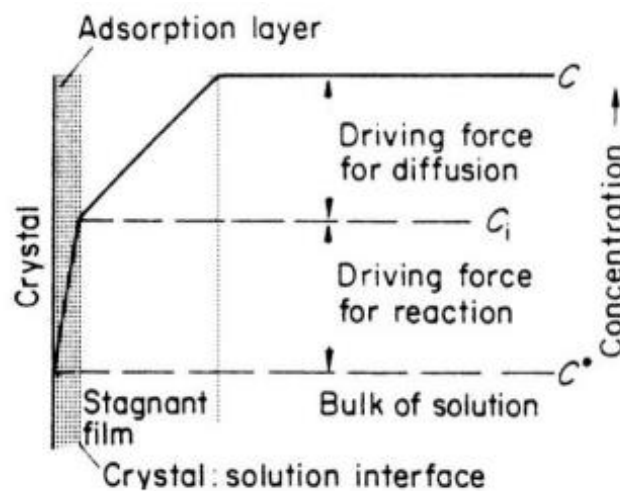 Adsorption layer
C
Driving force
for diffusion
C_i
Driving force
for reaction
C*
Crystal
Concentration
Stagnant
film
Bulk of solution
Crystal : solution interface